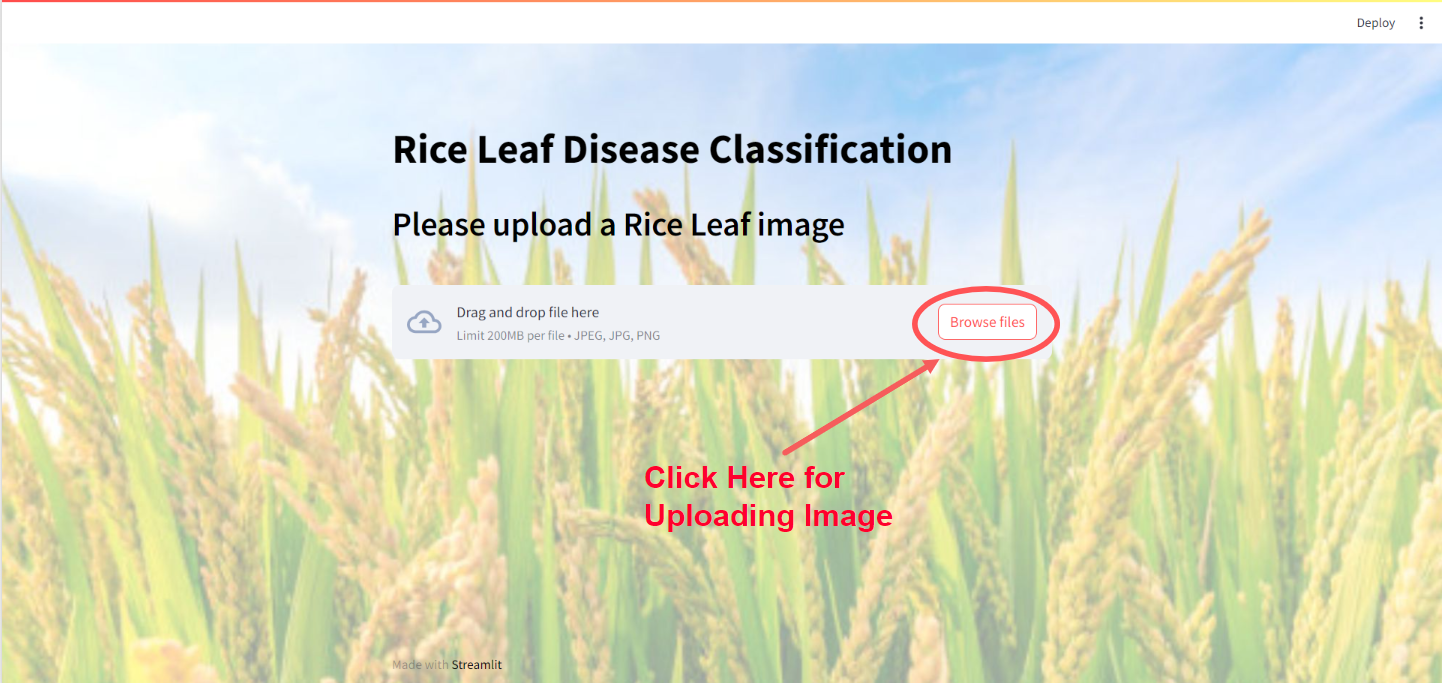 Deploy
Rice Leaf Disease Classification
Please upload a Rice Leaf image
Drag and drop file here
Limit 200MB per file • JPEG, JPG, PNG
Browse files
Click Here for
Uploading Image
Made with Streamlit